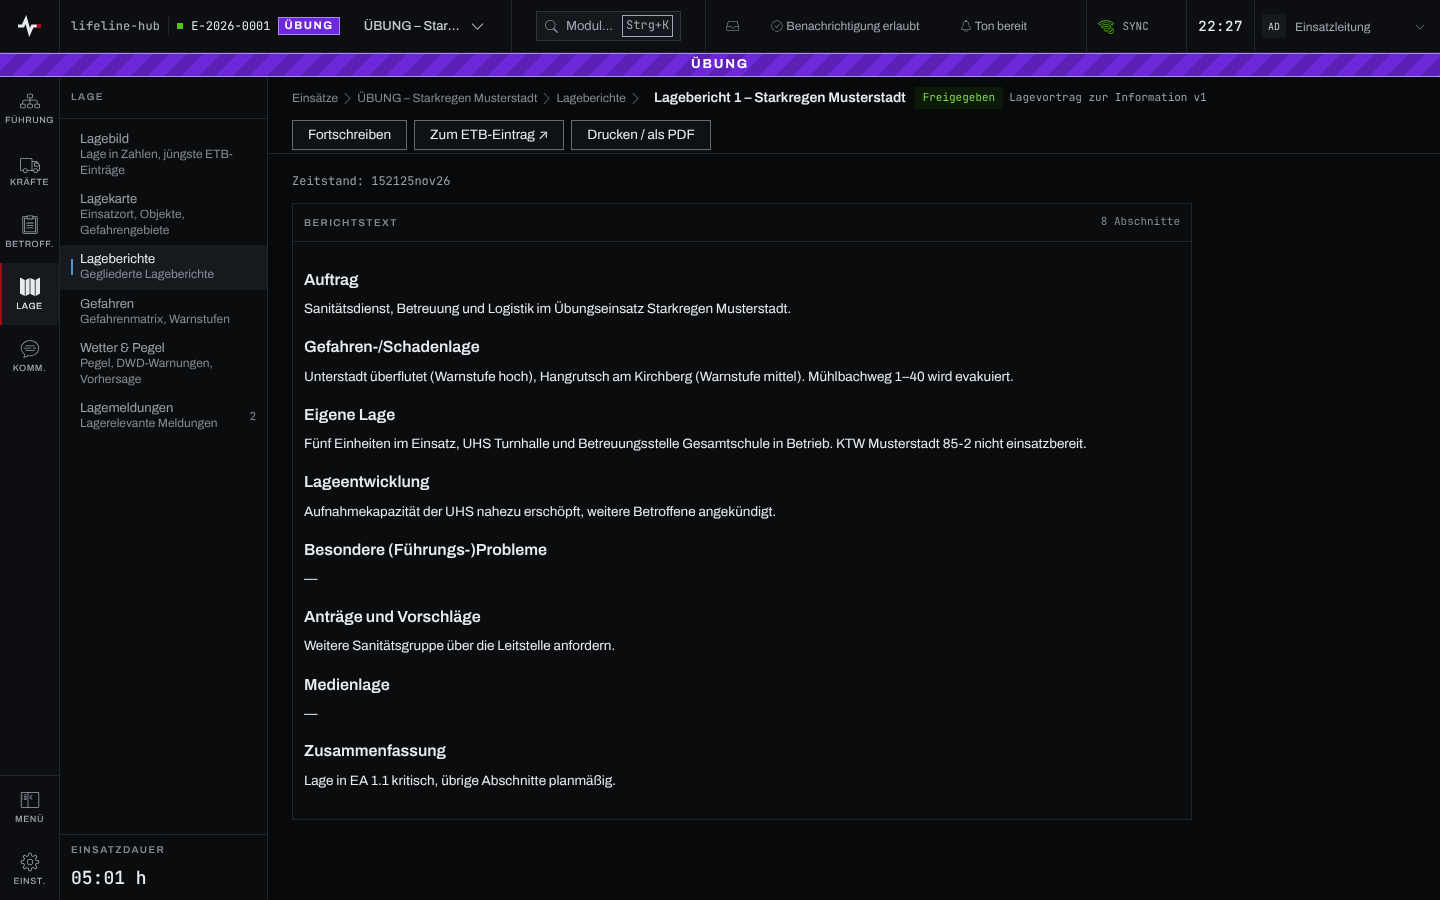 lifeline-hub
E-2026-0001 ÜBUNG
ÜBUNG – Star...
Modul... Strg+K
Benachrichtigung erlaubt
Ton bereit
SYNC
22:27
AD Einsatzleitung
ÜBUNG
FÜHRUNG
KRÄFTE
BETROFF.
LAGE
KOMM.
MENÜ
EINST.
LAGE
Lagebild
Lage in Zahlen, jüngste ETB-
Einträge
Lagekarte
Einsatzort, Objekte,
Gefahrengebiete
Lageberichte
Gegliederte Lageberichte
Gefahren
Gefahrenmatrix, Warnstufen
Wetter & Pegel
Pegel, DWD-Warnungen,
Vorhersage
Lagemeldungen
Lagerelevante Meldungen 2
EINSATZDAUER
05:01 h
Einsätze > ÜBUNG – Starkregen Musterstadt > Lageberichte > Lagebericht 1 – Starkregen Musterstadt Freigegeben Lagevortrag zur Information v1
Fortschreiben Zum ETB-Eintrag ↗ Drucken / als PDF
Zeitstand: 152125nov26
BERICHTSTEXT 8 Abschnitte
Auftrag
Sanitätsdienst, Betreuung und Logistik im Übungseinsatz Starkregen Musterstadt.
Gefahren-/Schadenlage
Unterstadt überflutet (Warnstufe hoch), Hangrutsch am Kirchberg (Warnstufe mittel). Mühlbachweg 1–40 wird evakuiert.
Eigene Lage
Fünf Einheiten im Einsatz, UHS Turnhalle und Betreuungsstelle Gesamtschule in Betrieb. KTW Musterstadt 85-2 nicht einsatzbereit.
Lageentwicklung
Aufnahmekapazität der UHS nahezu erschöpft, weitere Betroffene angekündigt.
Besondere (Führungs-)Probleme
—
Anträge und Vorschläge
Weitere Sanitätsgruppe über die Leitstelle anfordern.
Medienlage
—
Zusammenfassung
Lage in EA 1.1 kritisch, übrige Abschnitte planmäßig.